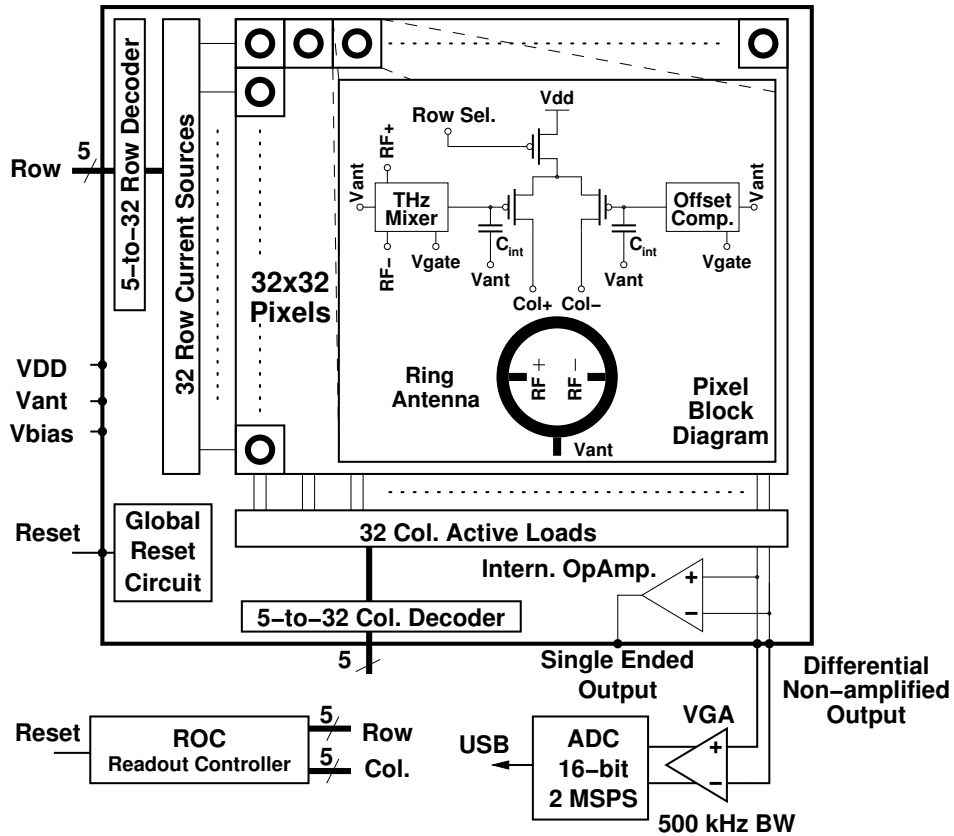 Row
5
5−to−32 Row Decoder
32 Row Current Sources
VDD
Vant
Vbias
Reset
Global
Reset
Circuit
32x32
Pixels
Vdd
Row Sel.
RF+
Vant
THz
Mixer
RF−
Vgate
Cint
Vant
Col+
Col−
Cint
Vant
Offset
Comp.
Vant
Vgate
Ring
Antenna
RF +
RF −
Vant
Pixel
Block
Diagram
32 Col. Active Loads
Intern. OpAmp.
+
−
5−to−32 Col. Decoder
5
Single Ended
Output
Differential
Non−amplified
Output
Reset
ROC
Readout Controller
5
Row
5
Col.
USB
ADC
16−bit
2 MSPS
VGA
+
−
500 kHz BW